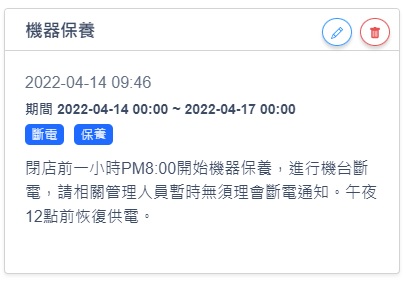 機器保養
2022-04-14 09:46
期間 2022-04-14 00:00 ~ 2022-04-17 00:00
斷電 保養
閉店前一小時PM8:00開始機器保養，進行機台斷
電，請相關管理人員暫時無須理會斷電通知。午夜
12點前恢復供電。